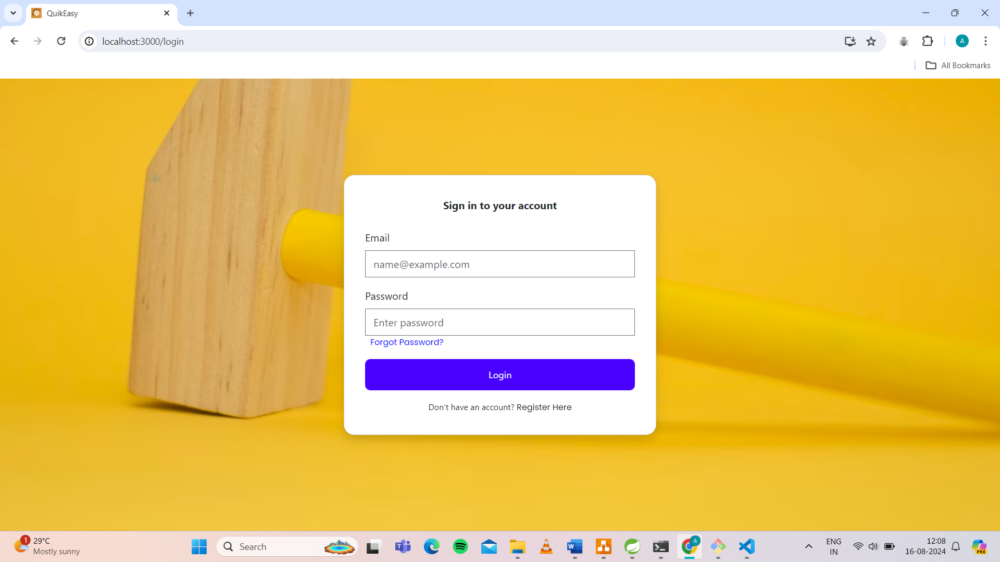 QuikEasy
localhost:3000/login
A
All Bookmarks
Sign in to your account
Email
name@example.com
Password
Enter password
Forgot Password?
Login
Don't have an account? Register Here
1
29°C
Mostly sunny
Search
A
ENG
IN
12:08
16-08-2024
PRE